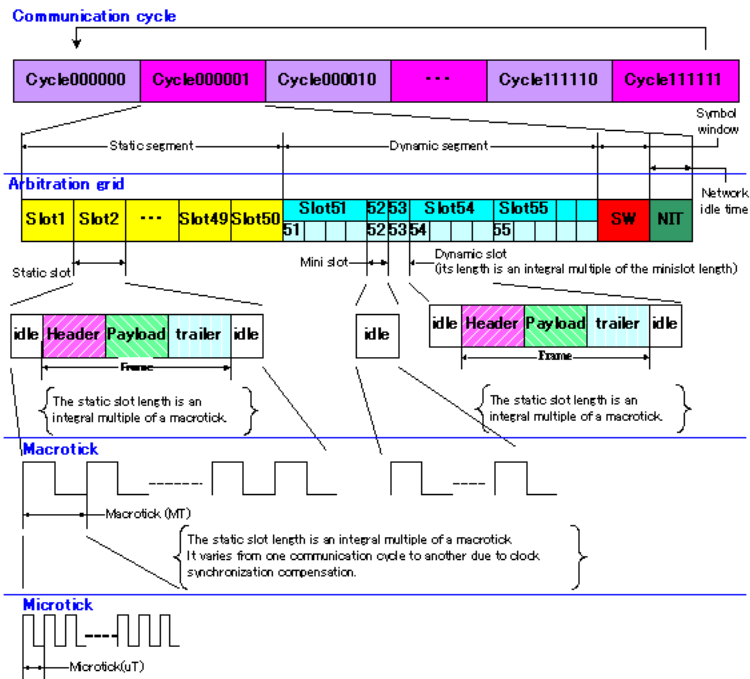 Communication cycle
Cycle000000 Cycle000001 Cycle000010 --- Cycle111110 Cycle111111
Symbol window
Static segment Dynamic segment
Arbitration grid
Network idle time
Slot1 Slot2 --- Slot49 Slot50 Slot51 52 53 Slot54 Slot55 SW NIT
51 52 53 54 55
Static slot
Mini slot
Dynamic slot
(its length is an integral multiple of the minislot length)
idle Header Payload trailer idle
Frame
idle
idle Header Payload trailer idle
Frame
The static slot length is an
integral multiple of a macrotick.
The static slot length is an
integral multiple of a macrotick.
Macrotick
Macrotick (MT)
The static slot length is an integral multiple of a macrotick
It varies from one communication cycle to another due to clock
synchronization compensation.
Microtick
Microtick(uT)